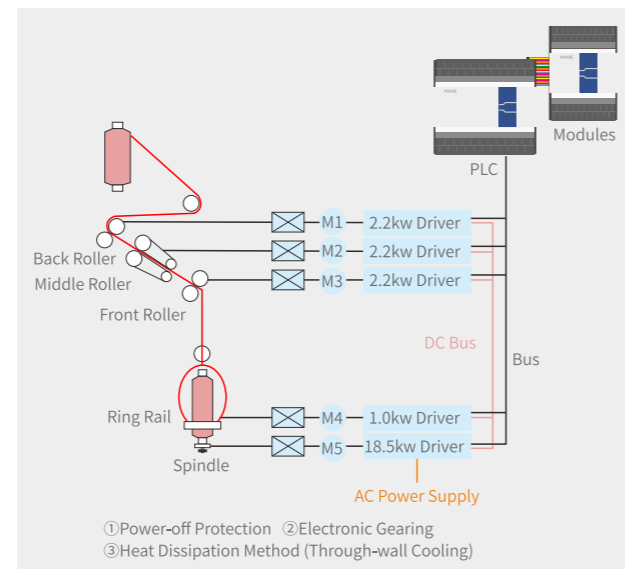 Modules
PLC
M1
2.2kw Driver
M2
2.2kw Driver
M3
2.2kw Driver
Back Roller
Middle Roller
Front Roller
DC Bus
Bus
Ring Rail
M4
1.0kw Driver
M5
18.5kw Driver
Spindle
AC Power Supply
①Power-off Protection ②Electronic Gearing
③Heat Dissipation Method (Through-wall Cooling)